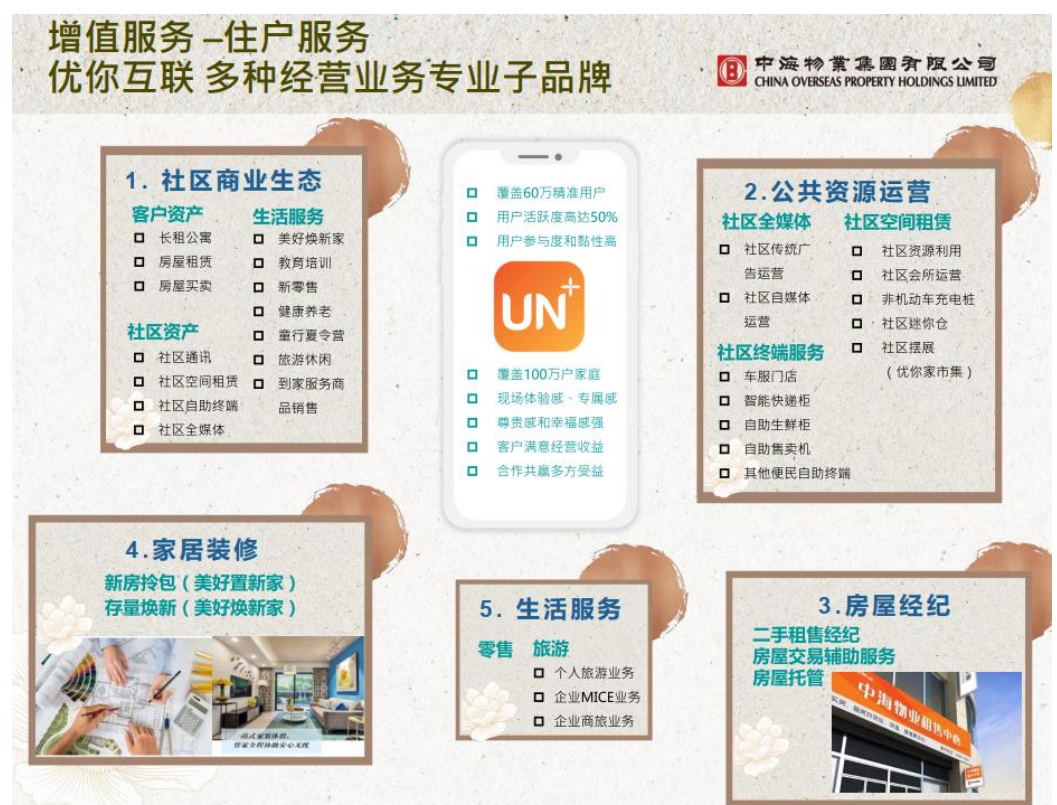 增值服务 –住户服务
优你互联 多种经营业务专业子品牌
中海物業集團有限公司
CHINA OVERSEAS PROPERTY HOLDINGS LIMITED
1. 社区商业生态
客户资产
长租公寓
房屋租赁
房屋买卖
社区资产
社区通讯
社区空间租赁
社区自助终端
社区全媒体
生活服务
美好焕新家
教育培训
新零售
健康养老
童行夏令营
旅游休闲
到家服务商
品销售
覆盖60万精准用户
用户活跃度高达50%
用户参与度和黏性高
UN+
覆盖100万户家庭
现场体验感、专属感
尊贵感和幸福感强
客户满意经营收益
合作共赢多方受益
2.公共资源运营
社区全媒体
社区传统广
告运营
社区自媒体
运营
社区终端服务
车服门店
智能快递柜
自助生鲜柜
自助售卖机
其他便民自助终端
社区空间租赁
社区资源利用
社区会所运营
非机动车充电桩
社区迷你仓
社区摆展
（优你家市集）
4.家居装修
新房拎包（美好置新家）
存量焕新（美好焕新家）
一站式家装体验，
管家全程协助安心无忧
5. 生活服务
零售
旅游
个人旅游业务
企业MICE业务
企业商旅业务
3.房屋经纪
二手租售经纪
房屋交易辅助服务
房屋托管
中海物业租售中心